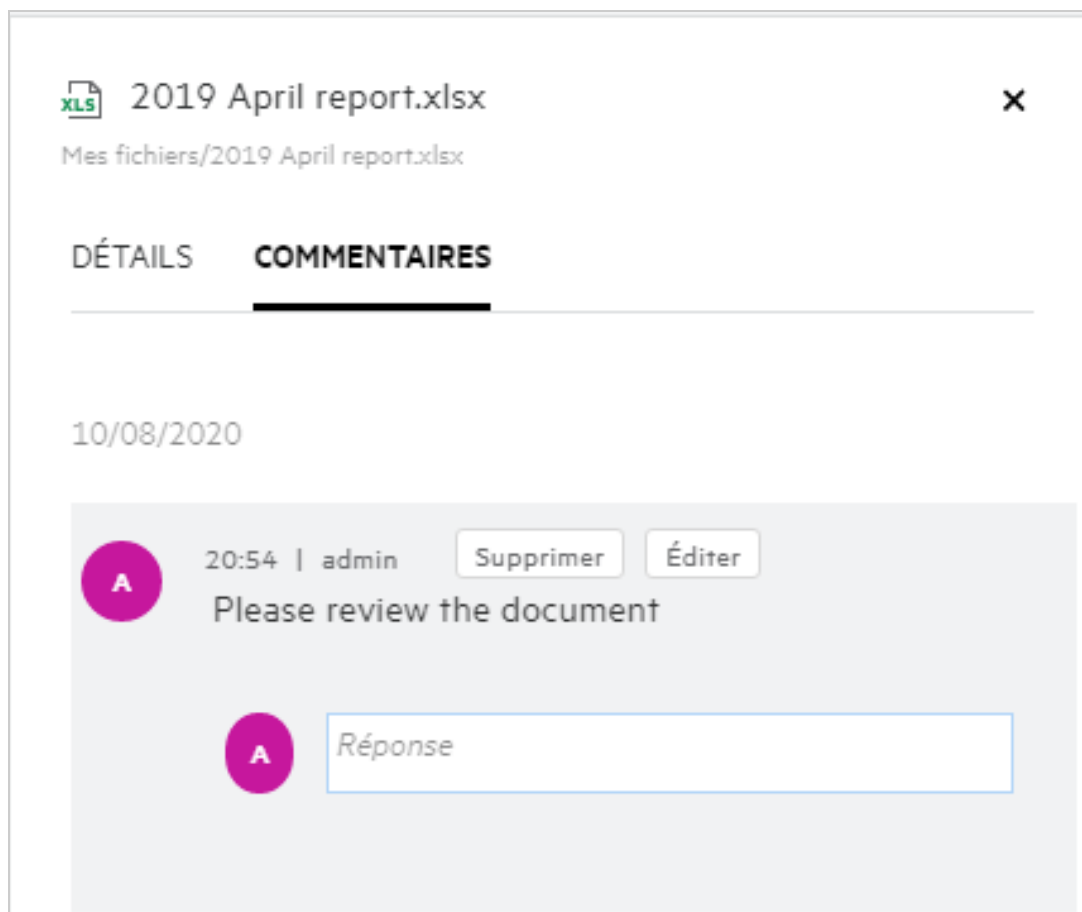 XLS 2019 April report.xlsx
Mes fichiers/2019 April report.xlsx
DÉTAILS COMMENTAIRES
10/08/2020
A 20:54 | admin Supprimer Éditer
Please review the document
A Réponse